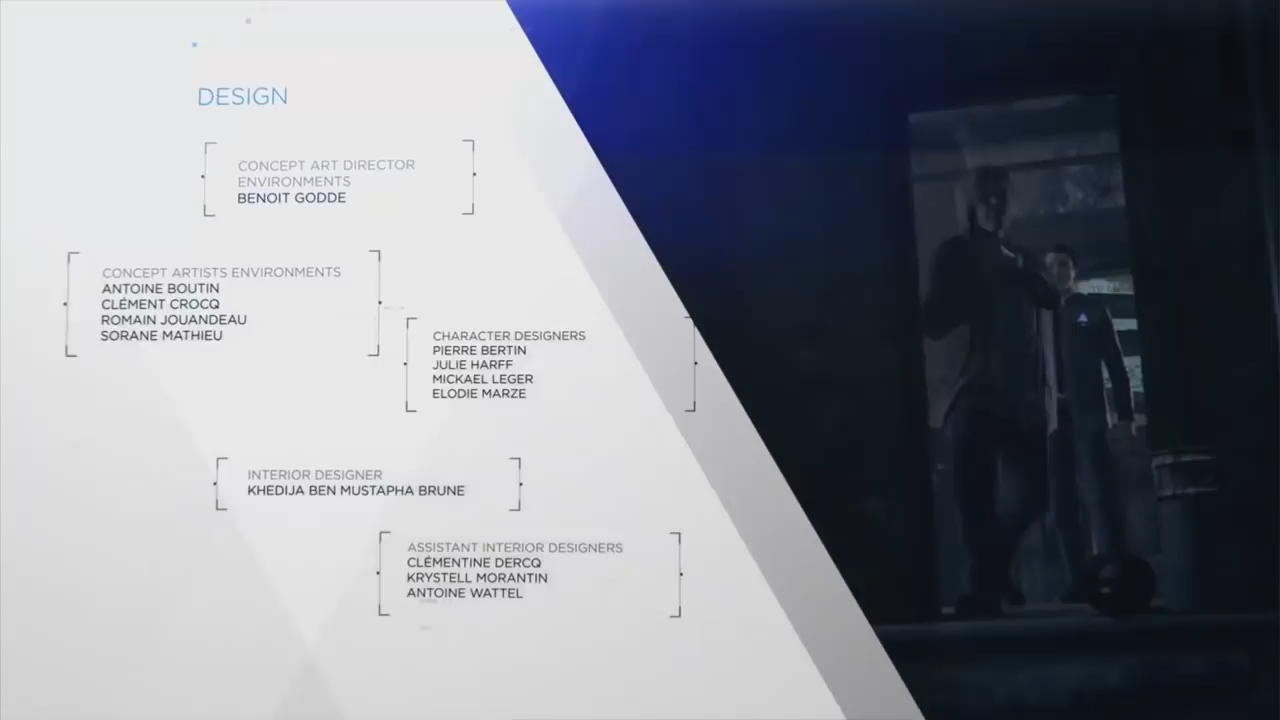 DESIGN
CONCEPT ART DIRECTOR
ENVIRONMENTS
BENOIT GODDE
CONCEPT ARTISTS ENVIRONMENTS
ANTOINE BOUTIN
CLÉMENT CROCQ
ROMAIN JOUANDEAU
SORANE MATHIEU
CHARACTER DESIGNERS
PIERRE BERTIN
JULIE HARFF
MICKAEL LEGER
ELODIE MARZE
INTERIOR DESIGNER
KHEDIJA BEN MUSTAPHA BRUNE
ASSISTANT INTERIOR DESIGNERS
CLÉMENTINE DERCQ
KRYSTELL MORANTIN
ANTOINE WATTEL